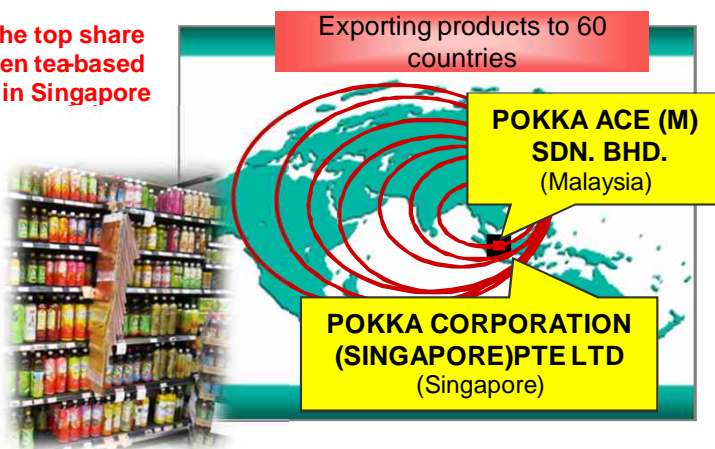 he top share
en tea-based
in Singapore
Exporting products to 60
countries
POKKA ACE (M)
SDN. BHD.
(Malaysia)
POKKA CORPORATION
(SINGAPORE)PTE LTD
(Singapore)